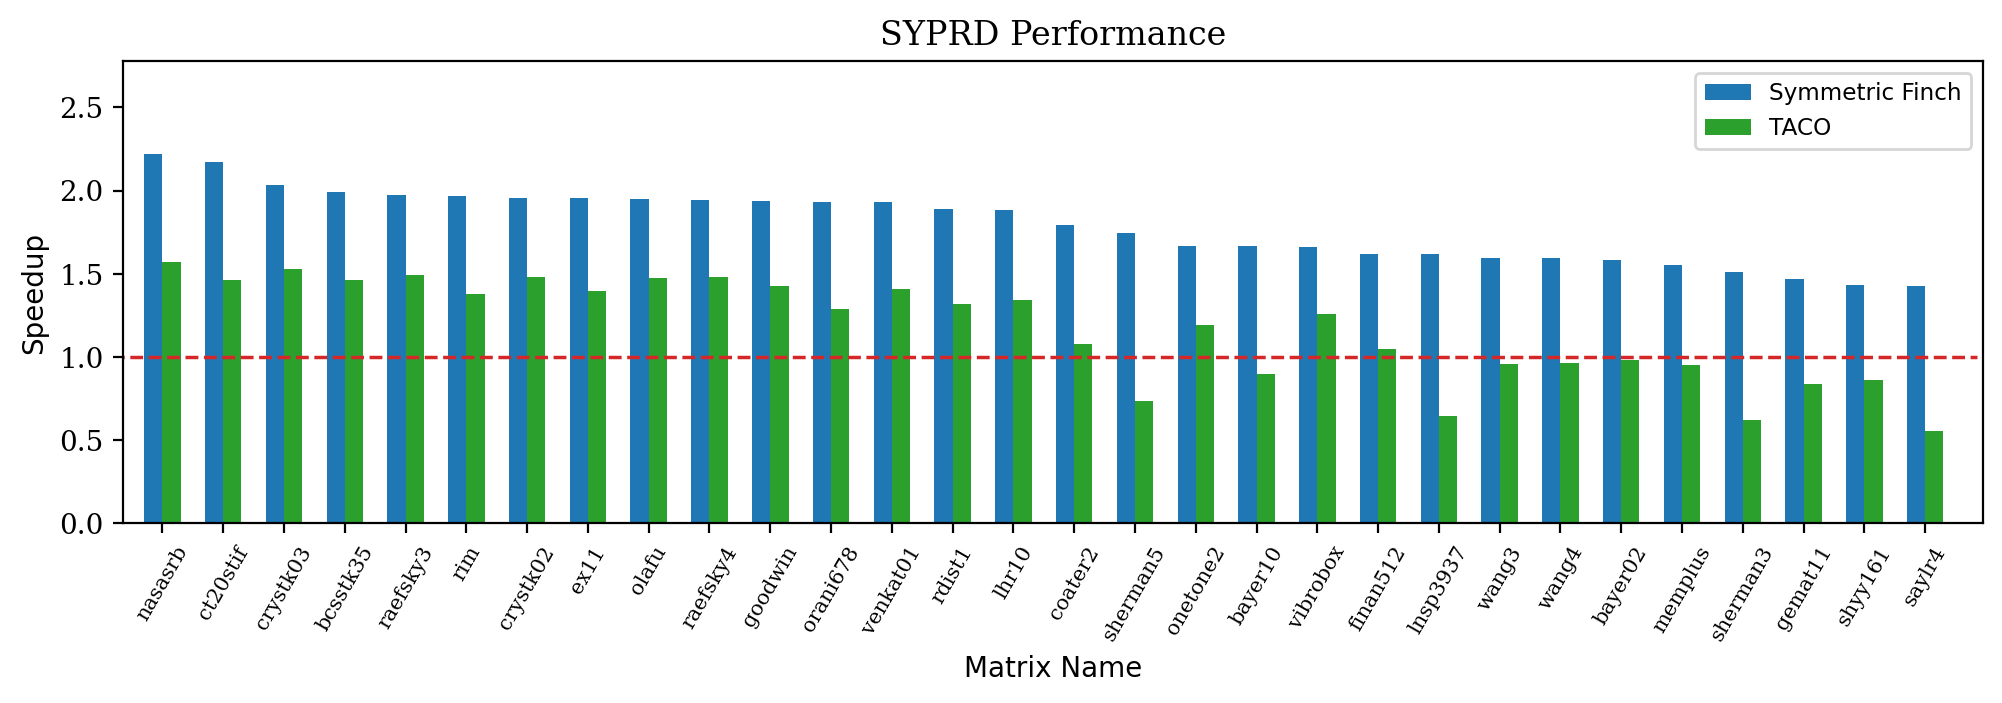 SYPRD Performance
Symmetric Finch
TACO
Speedup
2.5
2.0
1.5
1.0
0.5
0.0
nasasrb
ct20stif
crystk03
bcsstk35
raefsky3
rim
crystk02
ex11
olafu
raefsky4
goodwin
orani678
venkat01
rdist1
lhr10
coater2
sherman5
onetone2
bayer10
vibrobox
finan512
lnsp3937
wang3
wang4
bayer02
memplus
sherman3
gemat11
shyy161
saylr4
Matrix Name